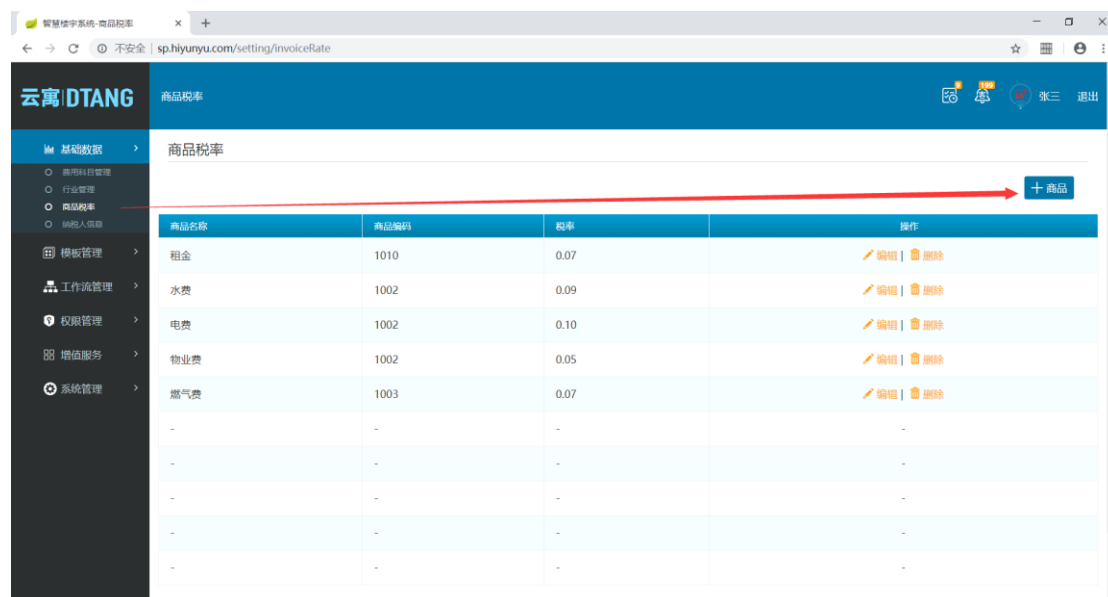 智慧楼宇系统-商品税率
不安全 | sp.hiyunyu.com/setting/invoiceRate
云寓|DTANG
商品税率
9
199
张三
退出
基础数据
费用科目管理
行业管理
商品税率
纳税人信息
模板管理
工作流管理
权限管理
增值服务
系统管理
商品税率
+ 商品
商品名称 商品编码 税率 操作
租金 1010 0.07 编辑 | 删除
水费 1002 0.09 编辑 | 删除
电费 1002 0.10 编辑 | 删除
物业费 1002 0.05 编辑 | 删除
燃气费 1003 0.07 编辑 | 删除
- - - -
- - - -
- - - -
- - - -
- - - -